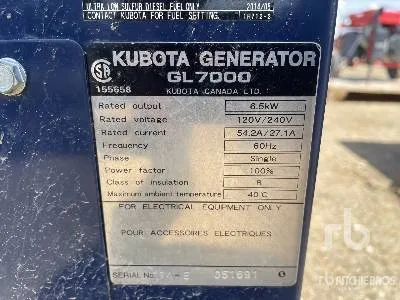 ULTRA LOW SULFUR DIESEL FUEL ONLY 2014/05
CONTACT KUBOTA FOR FUEL SETTING.
KUBOTA GENERATOR
GL7000
155658 KUBOTA CANADA LTD.
Rated output 6.5kW
Rated voltage 120V/240V
Rated current 54.2A/27.1A
Frequency 60Hz
Phase Single
Power factor 100%
Class of insulation B
Maximum ambient temperature 40℃
FOR ELECTRICAL EQUIPMENT ONLY
POUR ACCESSOIRES ELECTRIQUES
SERIAL No.
rb
RITCHIE BROS